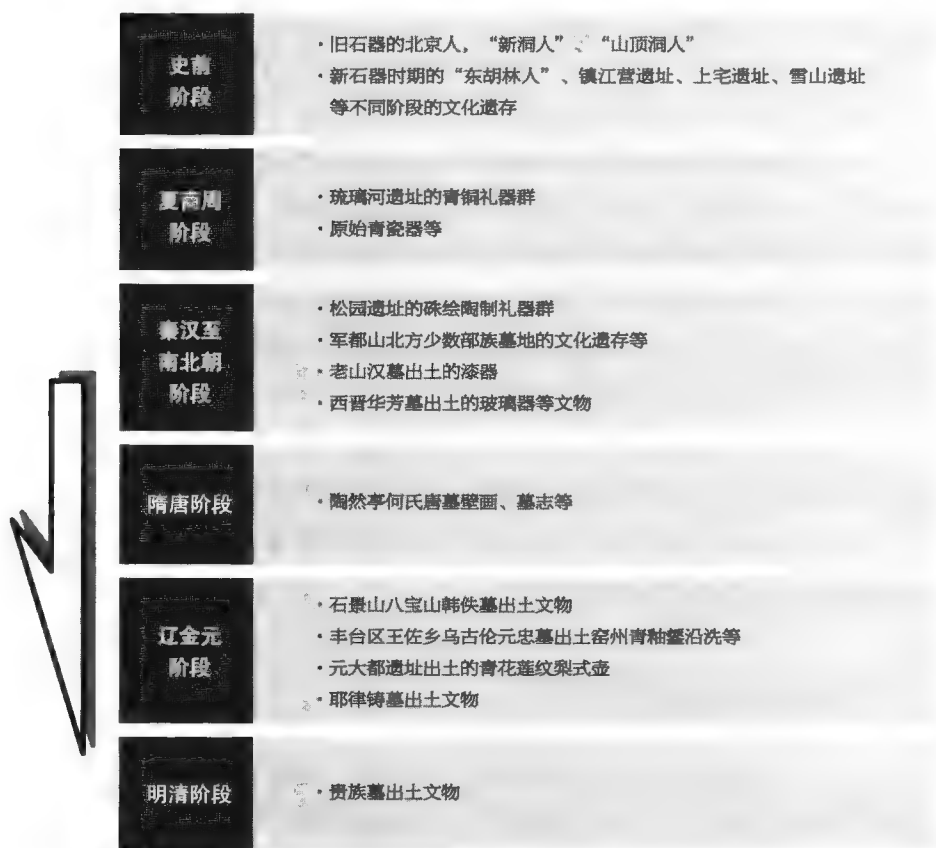 史前
阶段
·旧石器的北京人，“新洞人”、“山顶洞人”
·新石器时期的“东胡林人”、镇江营遗址、上宅遗址、雪山遗址
等不同阶段的文化遗存
夏商周
阶段
·琉璃河遗址的青铜礼器群
·原始青瓷器等
秦汉至
南北朝
阶段
·松园遗址的硃绘陶制礼器群
·军都山北方少数部族墓地的文化遗存等
·老山汉墓出土的漆器
·西晋华芳墓出土的玻璃器等文物
隋唐阶段
·陶然亭何氏唐墓壁画、墓志等
辽金元
阶段
·石景山八宝山韩佚墓出土文物
·丰台区王佐乡乌古伦元忠墓出土窑州青釉鋬沿洗等
·元大都遗址出土的青花莲纹梨式壶
·耶律铸墓出土文物
明清阶段
·贵族墓出土文物